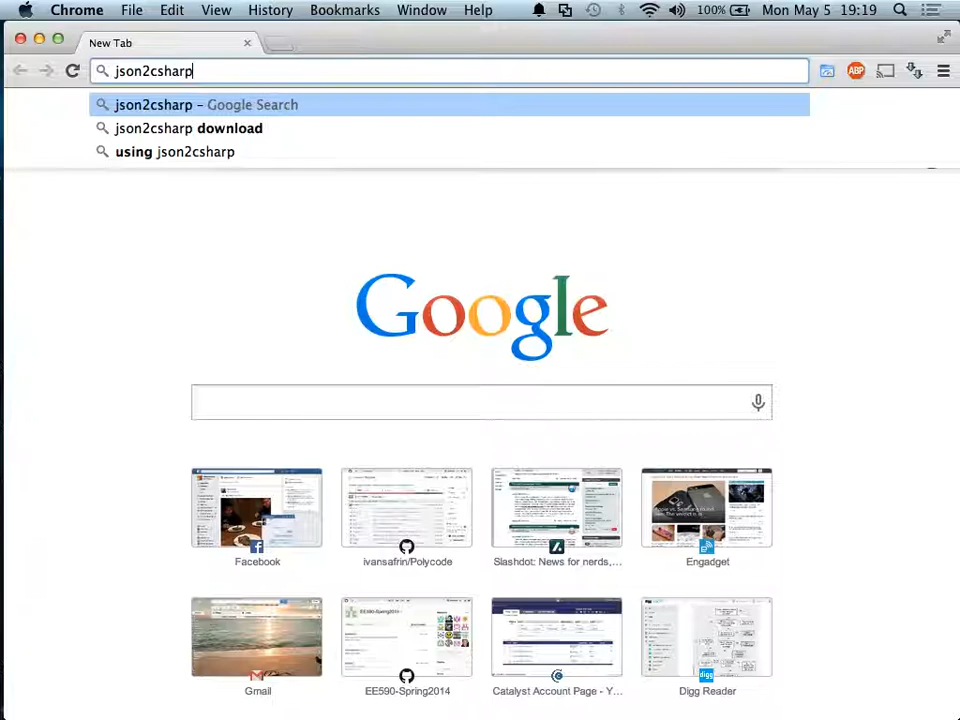 Chrome File Edit View History Bookmarks Window Help 100% Mon May 5 19:19
New Tab
json2csharp
json2csharp – Google Search
json2csharp download
using json2csharp
Google
Facebook ivansafrin/Polycode Slashdot: News for nerds,... Engadget
Gmail EE590-Spring2014 Catalyst Account Page - Y... Digg Reader